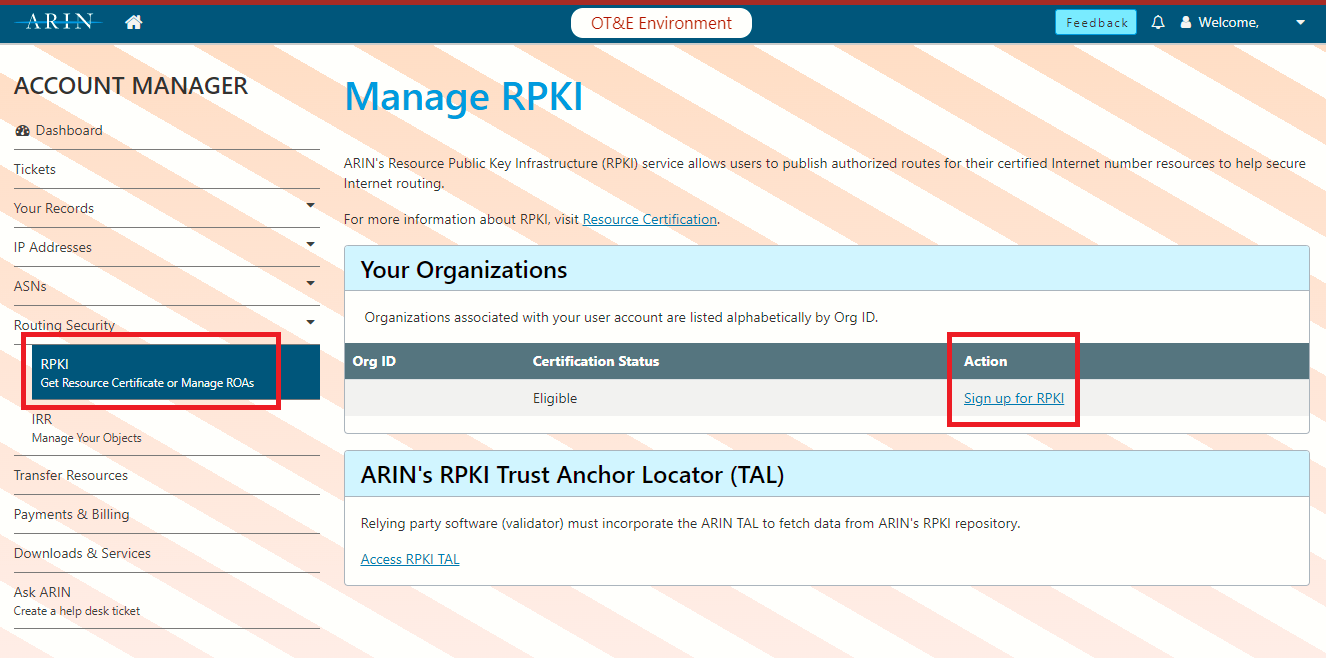 ARIN
OT&E Environment
Feedback
Welcome,
ACCOUNT MANAGER
Dashboard
Tickets
Your Records
IP Addresses
ASNs
Routing Security
RPKI
Get Resource Certificate or Manage ROAs
IRR
Manage Your Objects
Transfer Resources
Payments & Billing
Downloads & Services
Ask ARIN
Create a help desk ticket
Manage RPKI
ARIN's Resource Public Key Infrastructure (RPKI) service allows users to publish authorized routes for their certified Internet number resources to help secure
Internet routing.
For more information about RPKI, visit Resource Certification.
Your Organizations
Organizations associated with your user account are listed alphabetically by Org ID.
Org ID Certification Status Action
Eligible Sign up for RPKI
ARIN's RPKI Trust Anchor Locator (TAL)
Relying party software (validator) must incorporate the ARIN TAL to fetch data from ARIN's RPKI repository.
Access RPKI TAL